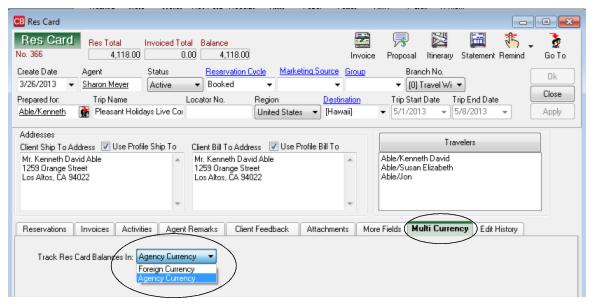 CB Res Card
Res Card Res Total Invoiced Total Balance
No. 366 4,118.00 0.00 4,118.00 Invoice Proposal Itinerary Statement Remind Go To
Create Date Agent Status Reservation Cycle Marketing Source Group Branch No.
3/26/2013 Sharon Meyer Active Booked [0] Travel Wi Ok
Close
Prepared for: Trip Name Locator No. Region Destination Trip Start Date Trip End Date
Able/Kenneth Pleasant Holidays Live Coi United States [Hawaii] 5/1/2013 5/8/2013 Apply
Addresses
Client Ship To Address Use Profile Ship To Client Bill To Address Use Profile Bill To Travelers
Mr. Kenneth David Able Mr. Kenneth David Able Able/Kenneth David
1259 Orange Street 1259 Orange Street Able/Susan Elizabeth
Los Altos, CA 94022 Los Altos, CA 94022 Able/Jon
Reservations Invoices Activities Agent Remarks Client Feedback Attachments More Fields Multi Currency Edit History
Track Res Card Balances In: Agency Currency
Foreign Currency
Agency Currency